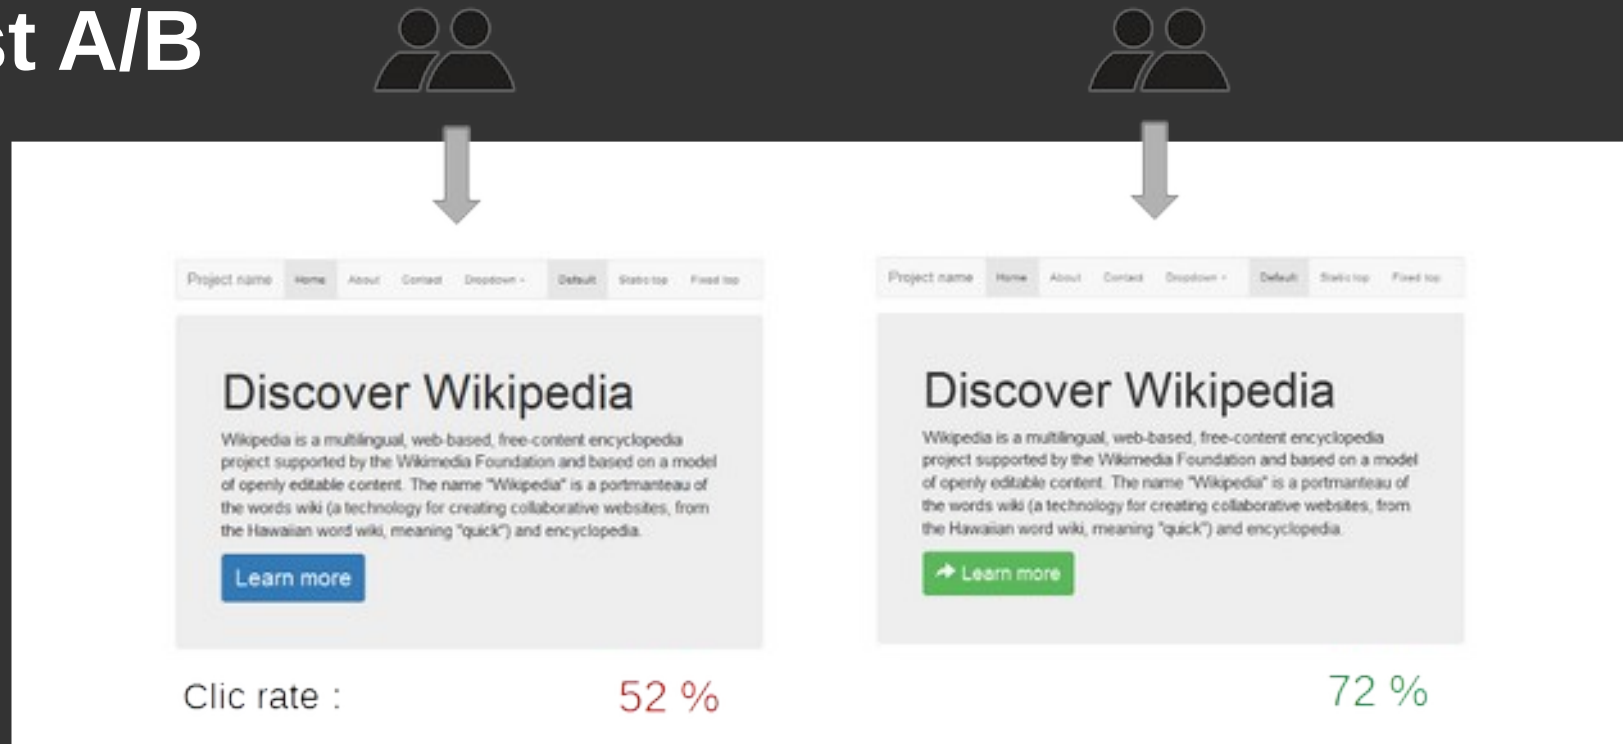 st A/B
Project name Home About Contact Dropdown Default Static top Fixed top
Discover Wikipedia
Wikipedia is a multilingual, web-based, free-content encyclopedia
project supported by the Wikimedia Foundation and based on a model
of openly editable content. The name "Wikipedia" is a portmanteau of
the words wiki (a technology for creating collaborative websites, from
the Hawaiian word wiki, meaning "quick") and encyclopedia.
Learn more
Project name Home About Contact Dropdown Default Static top Fixed top
Discover Wikipedia
Wikipedia is a multilingual, web-based, free-content encyclopedia
project supported by the Wikimedia Foundation and based on a model
of openly editable content. The name "Wikipedia" is a portmanteau of
the words wiki (a technology for creating collaborative websites, from
the Hawaiian word wiki, meaning "quick") and encyclopedia.
Learn more
Clic rate : 52 % 72 %